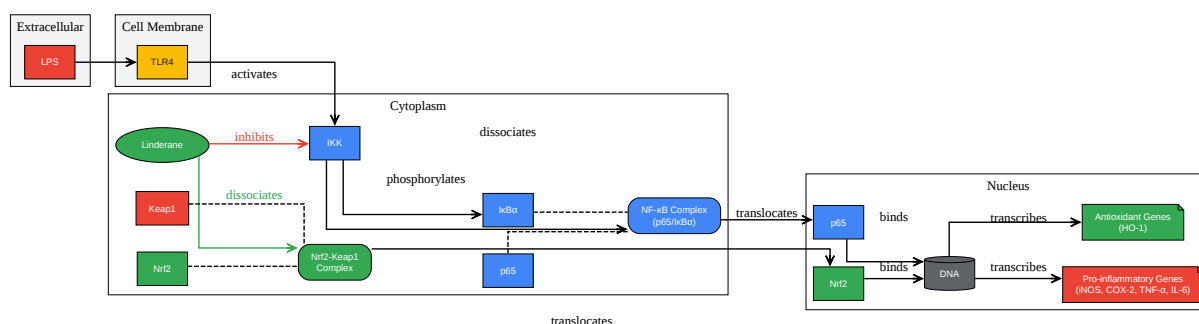 Extracellular
Cell Membrane
LPS
TLR4
activates
Cytoplasm
dissociates
Linderane
inhibits
IKK
phosphorylates
dissociates
Keap1
IκBα
NF-κB Complex
(p65/IκBα)
translocates
Nucleus
p65
binds
transcribes
Antioxidant Genes
(HO-1)
Nrf2
Nrf2-Keap1
Complex
p65
Nrf2
binds
DNA
transcribes
Pro-inflammatory Genes
(iNOS, COX-2, TNF-α, IL-6)
translocates